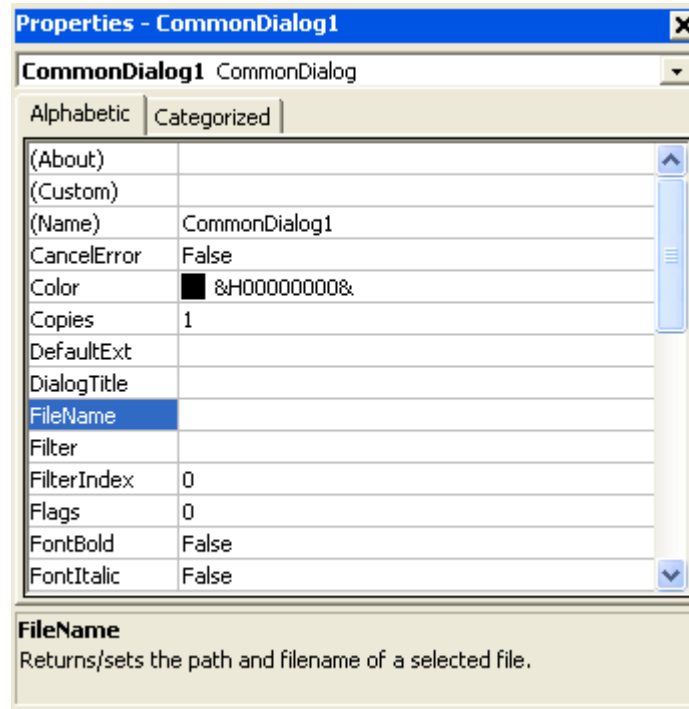 Properties - CommonDialog1
CommonDialog1 CommonDialog
Alphabetic Categorized
(About)
(Custom)
(Name) CommonDialog1
CancelError False
Color &H00000000&
Copies 1
DefaultExt
DialogTitle
FileName
Filter
FilterIndex 0
Flags 0
FontBold False
FontItalic False
FileName
Returns/sets the path and filename of a selected file.